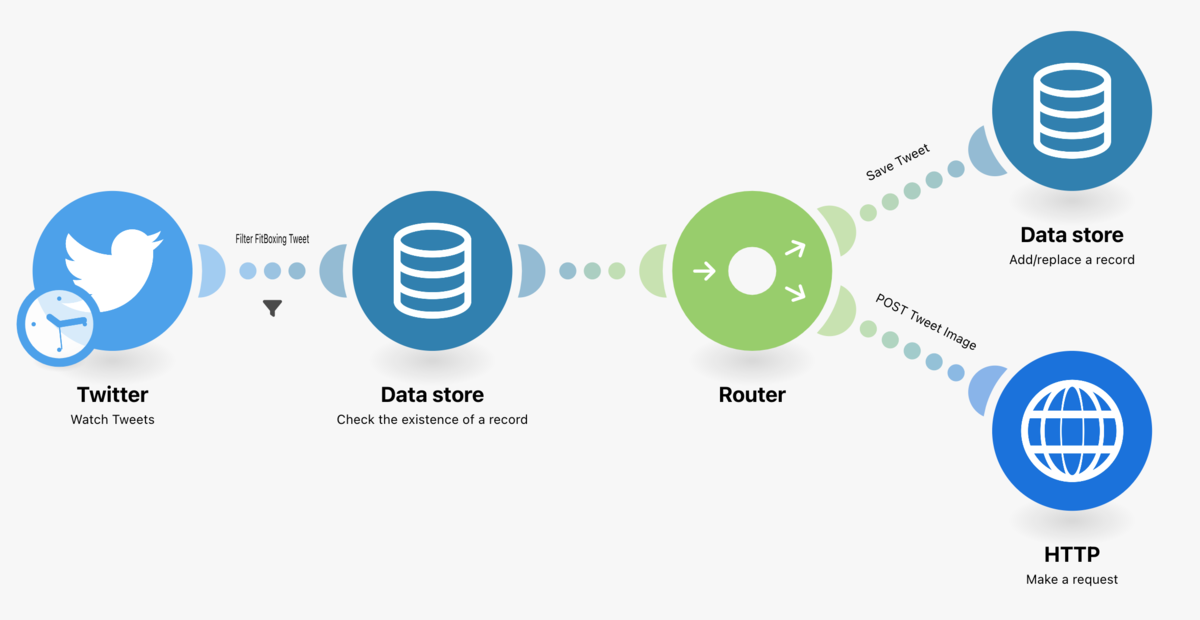 Twitter
Watch Tweets
Filter FitBoxing Tweet
Data store
Check the existence of a record
Router
Save Tweet
Data store
Add/replace a record
POST Tweet Image
HTTP
Make a request